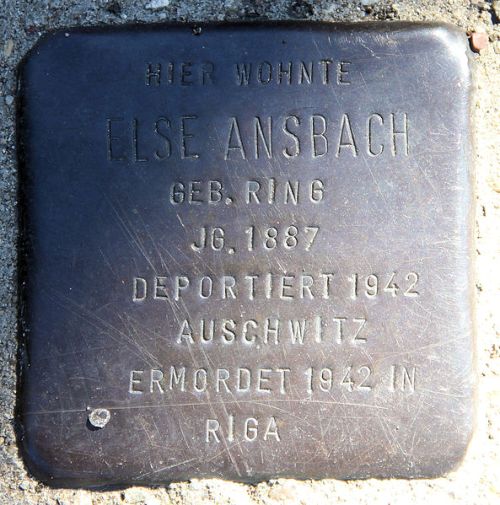 HIER WOHNTE
ELSE ANSBACH
GEB. RING
JG. 1887
DEPORTIERT 1942
AUSCHWITZ
ERMORDET 1942 IN
RIGA